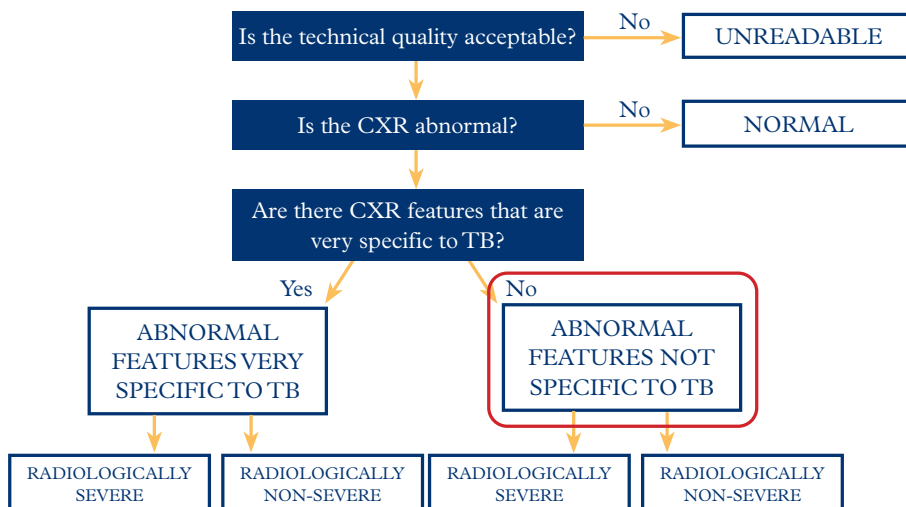 Is the technical quality acceptable?
No
UNREADABLE
Is the CXR abnormal?
No
NORMAL
Are there CXR features that are
very specific to TB?
Yes
No
ABNORMAL
FEATURES VERY
SPECIFIC TO TB
ABNORMAL
FEATURES NOT
SPECIFIC TO TB
RADIOLOGICALLY
SEVERE
RADIOLOGICALLY
NON-SEVERE
RADIOLOGICALLY
SEVERE
RADIOLOGICALLY
NON-SEVERE